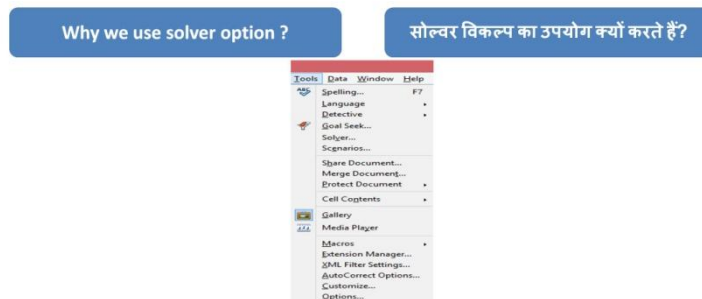 Why we use solver option ?
सोल्वर विकल्प का उपयोग क्यों करते हैं?
Tools Data Window Help
ABC Spelling... F7
Language
Detective
Goal Seek...
Solver...
Scenarios...
Share Document...
Merge Document...
Protect Document
Cell Contents
Gallery
Media Player
Macros
Extension Manager...
XML Filter Settings...
AutoCorrect Options...
Customize...
Options...